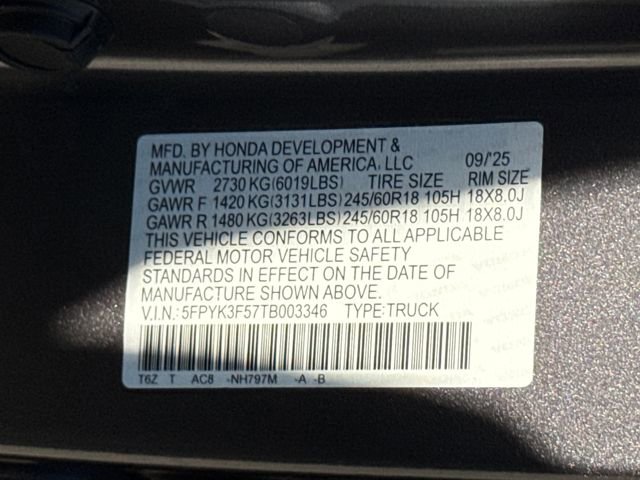 MFD. BY HONDA DEVELOPMENT &
MANUFACTURING OF AMERICA, LLC 09/'25
GVWR 2730 KG(6019LBS) TIRE SIZE RIM SIZE
GAWR F 1420 KG(3131LBS) 245/60R18 105H 18X8.0J
GAWR R 1480 KG(3263LBS) 245/60R18 105H 18X8.0J
THIS VEHICLE CONFORMS TO ALL APPLICABLE
FEDERAL MOTOR VEHICLE SAFETY
STANDARDS IN EFFECT ON THE DATE OF
MANUFACTURE SHOWN ABOVE.
V.I.N.: 5FPYK3F57TB003346 TYPE:TRUCK
T6Z T AC8 -NH797M -A -B